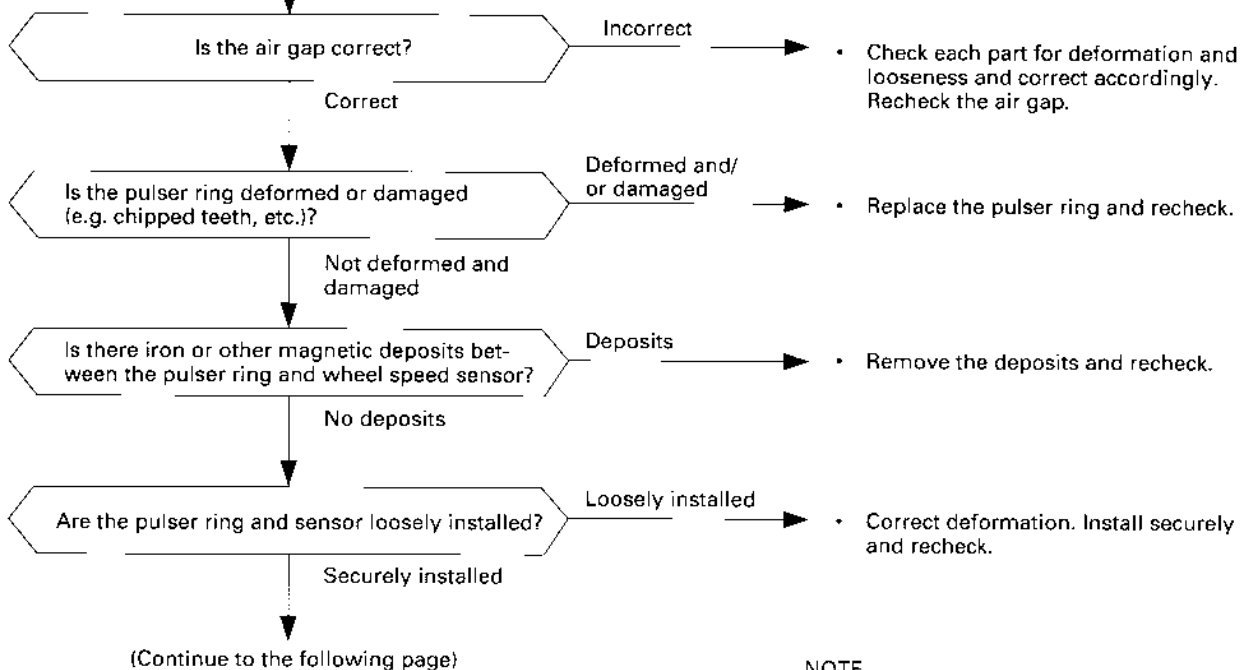 Is the air gap correct?
Incorrect
• Check each part for deformation and
looseness and correct accordingly.
Recheck the air gap.
Correct
Is the pulser ring deformed or damaged
(e.g. chipped teeth, etc.)?
Deformed and/
or damaged
• Replace the pulser ring and recheck.
Not deformed and
damaged
Is there iron or other magnetic deposits bet-
ween the pulser ring and wheel speed sensor?
Deposits
• Remove the deposits and recheck.
No deposits
Are the pulser ring and sensor loosely installed?
Loosely installed
• Correct deformation. Install securely
and recheck.
Securely installed
(Continue to the following page)
NOTE